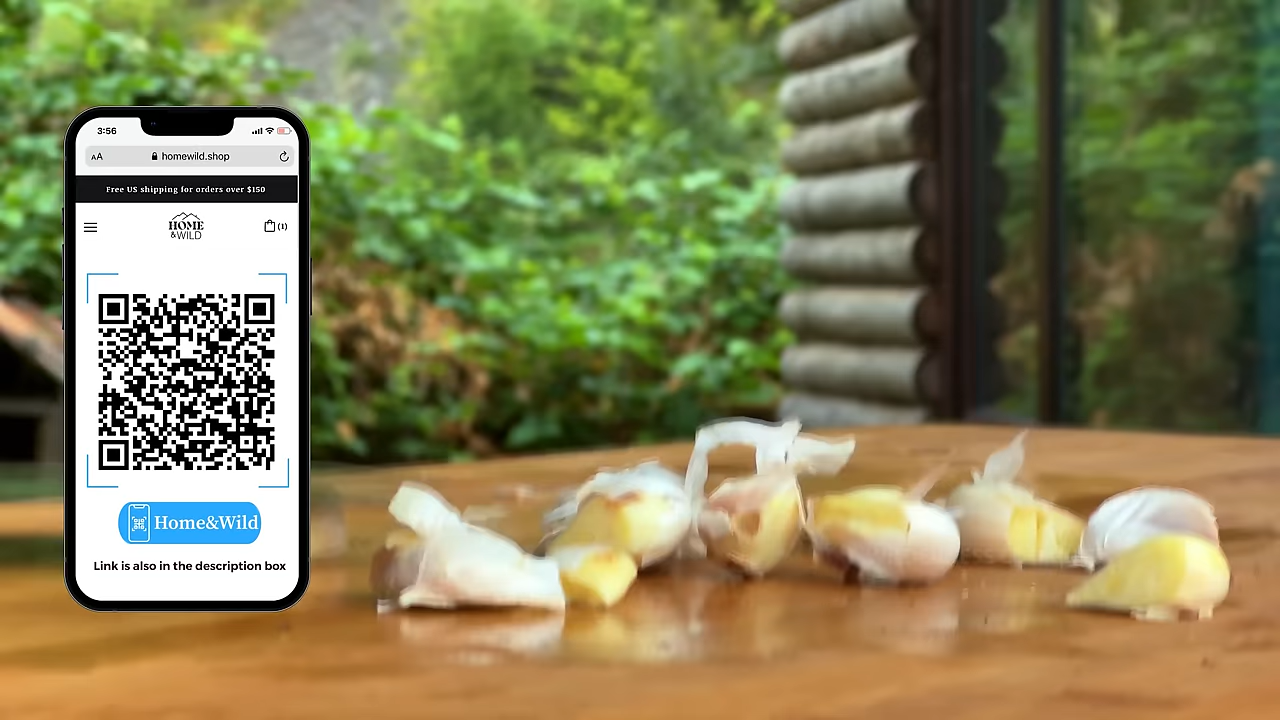 3:56
AA
homewild.shop
Free US shipping for orders over $150
HOME
&WILD
(1)
Home&Wild
Link is also in the description box